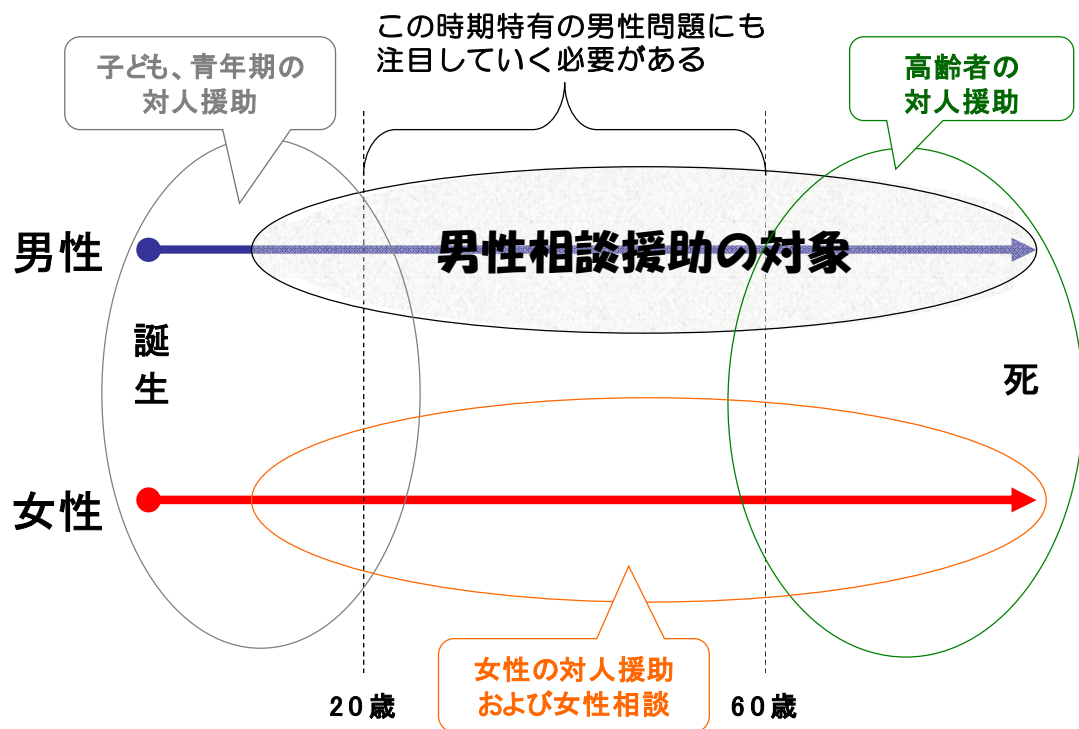 この時期特有の男性問題にも
注目していく必要がある
子ども、青年期の
対人援助
高齢者の
対人援助
男性
男性相談援助の対象
誕
生
死
女性
女性の対人援助
および女性相談
20歳
60歳